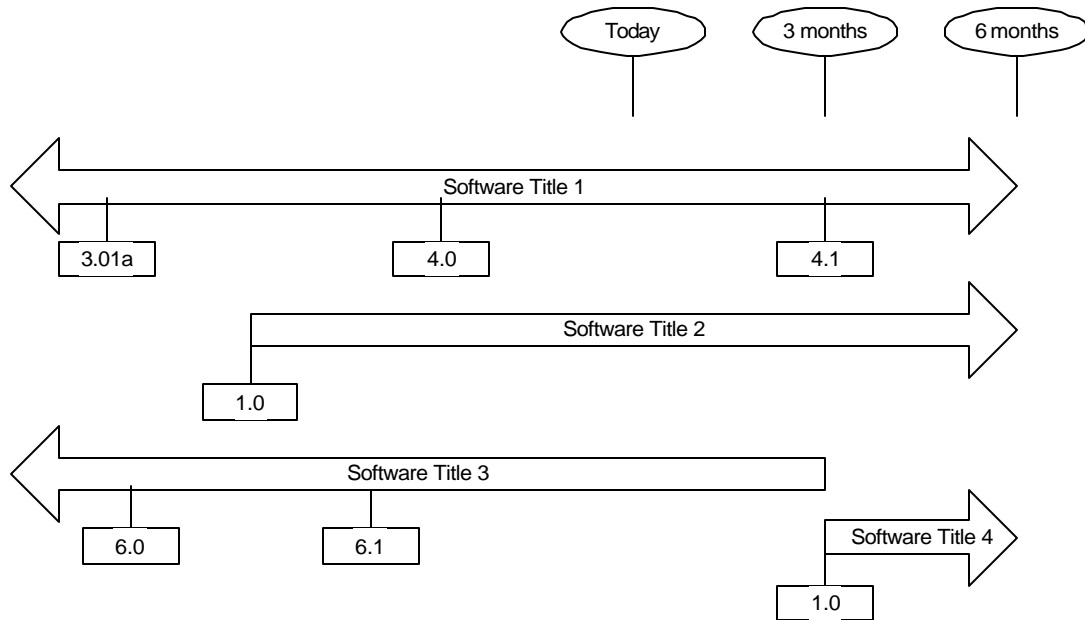 Today
3 months
6 months
Software Title 1
3.01a
4.0
4.1
Software Title 2
1.0
Software Title 3
6.0
6.1
Software Title 4
1.0